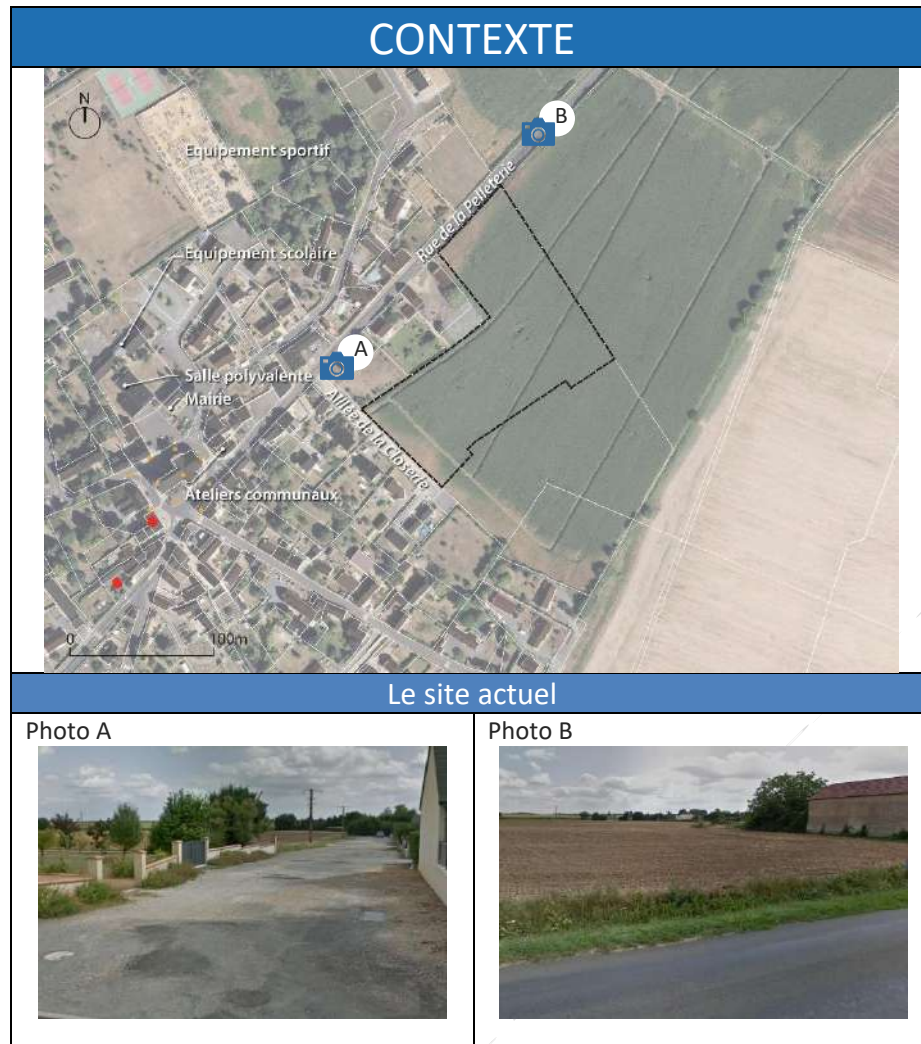 CONTEXTE
N
B
Equipement sportif
Rue de la Pelleterie
Equipement scolaire
A
Salle polyvalente
Mairie
Allée de la Closerie
Ateliers communaux
0 100m
Le site actuel
Photo A
Photo B